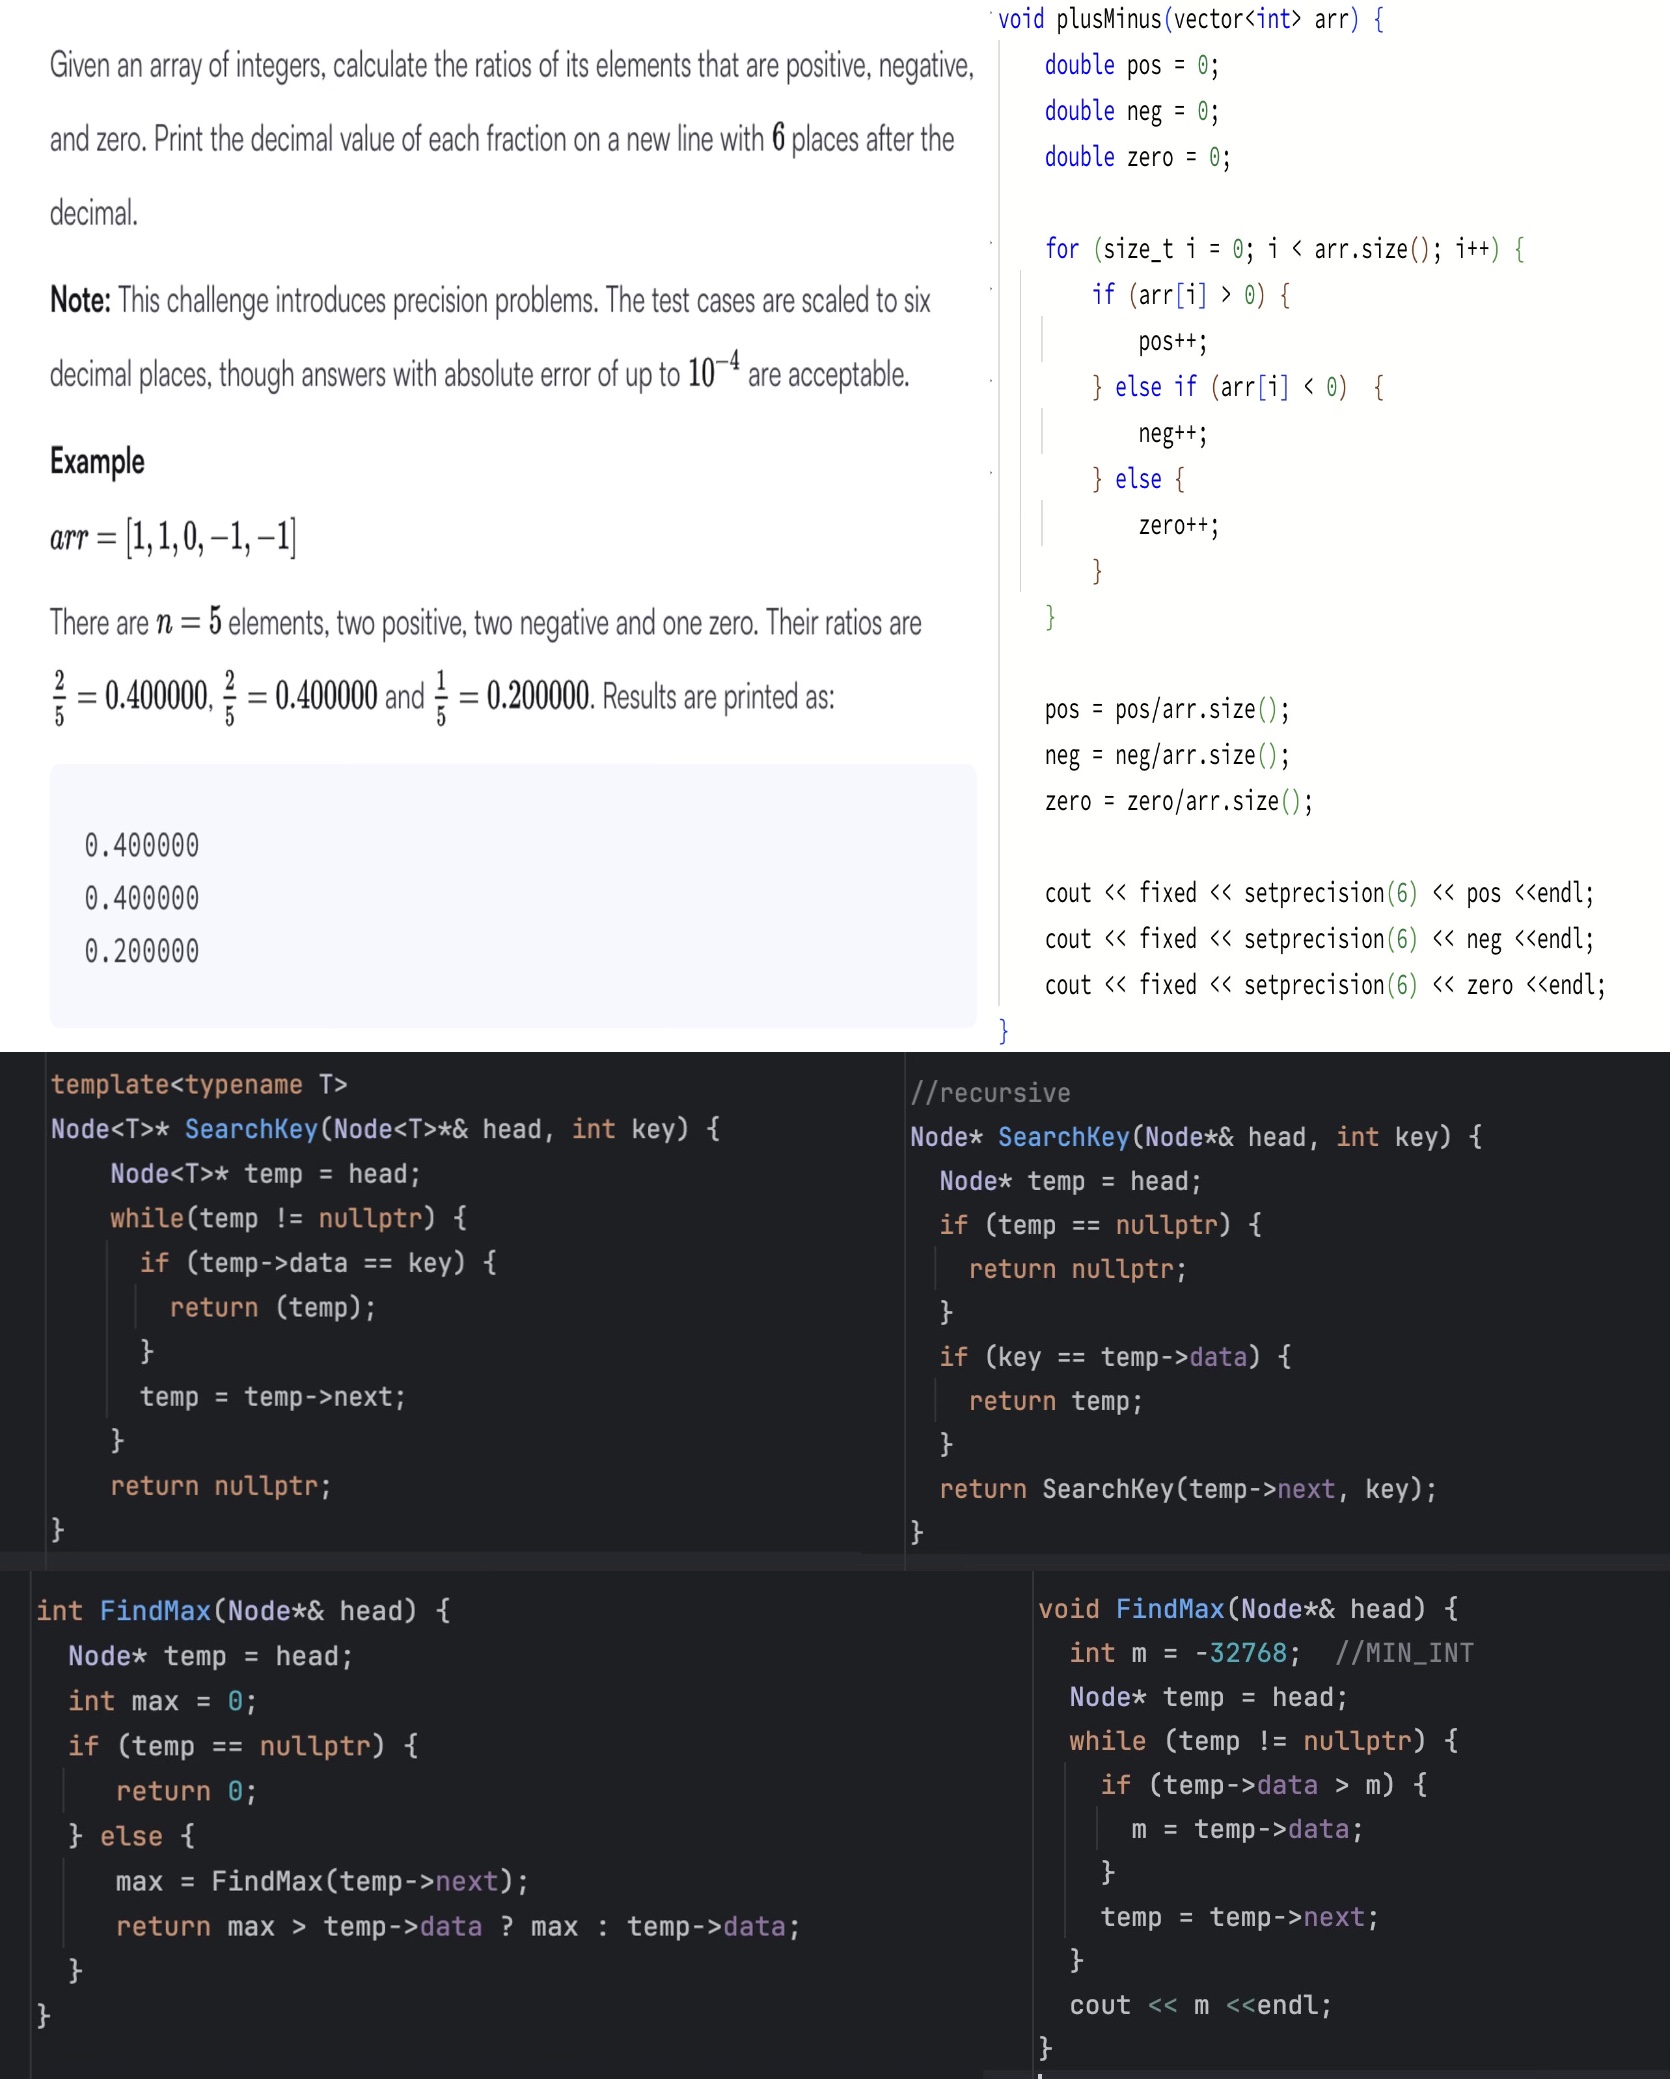 Given an array of integers, calculate the ratios of its elements that are positive, negative,
and zero. Print the decimal value of each fraction on a new line with 6 places after the
decimal.
Note: This challenge introduces precision problems. The test cases are scaled to six
decimal places, though answers with absolute error of up to 10⁻⁴ are acceptable.
Example
arr = [1, 1, 0, −1, −1]
There are n = 5 elements, two positive, two negative and one zero. Their ratios are
2/5 = 0.400000, 2/5 = 0.400000 and 1/5 = 0.200000. Results are printed as:
0.400000
0.400000
0.200000
void plusMinus(vector<int> arr) {
    double pos = 0;
    double neg = 0;
    double zero = 0;
    for (size_t i = 0; i < arr.size(); i++) {
        if (arr[i] > 0) {
            pos++;
        } else if (arr[i] < 0)  {
            neg++;
        } else {
            zero++;
        }
    }
    pos = pos/arr.size();
    neg = neg/arr.size();
    zero = zero/arr.size();
    cout << fixed << setprecision(6) << pos <<endl;
    cout << fixed << setprecision(6) << neg <<endl;
    cout << fixed << setprecision(6) << zero <<endl;
}
template<typename T>
Node<T>* SearchKey(Node<T>*& head, int key) {
    Node<T>* temp = head;
    while(temp != nullptr) {
      if (temp->data == key) {
        return (temp);
      }
      temp = temp->next;
    }
    return nullptr;
}
//recursive
Node* SearchKey(Node*& head, int key) {
  Node* temp = head;
  if (temp == nullptr) {
    return nullptr;
  }
  if (key == temp->data) {
    return temp;
  }
  return SearchKey(temp->next, key);
}
int FindMax(Node*& head) {
  Node* temp = head;
  int max = 0;
  if (temp == nullptr) {
     return 0;
  } else {
     max = FindMax(temp->next);
     return max > temp->data ? max : temp->data;
  }
}
void FindMax(Node*& head) {
  int m = -32768;  //MIN_INT
  Node* temp = head;
  while (temp != nullptr) {
    if (temp->data > m) {
      m = temp->data;
    }
    temp = temp->next;
  }
  cout << m <<endl;
}